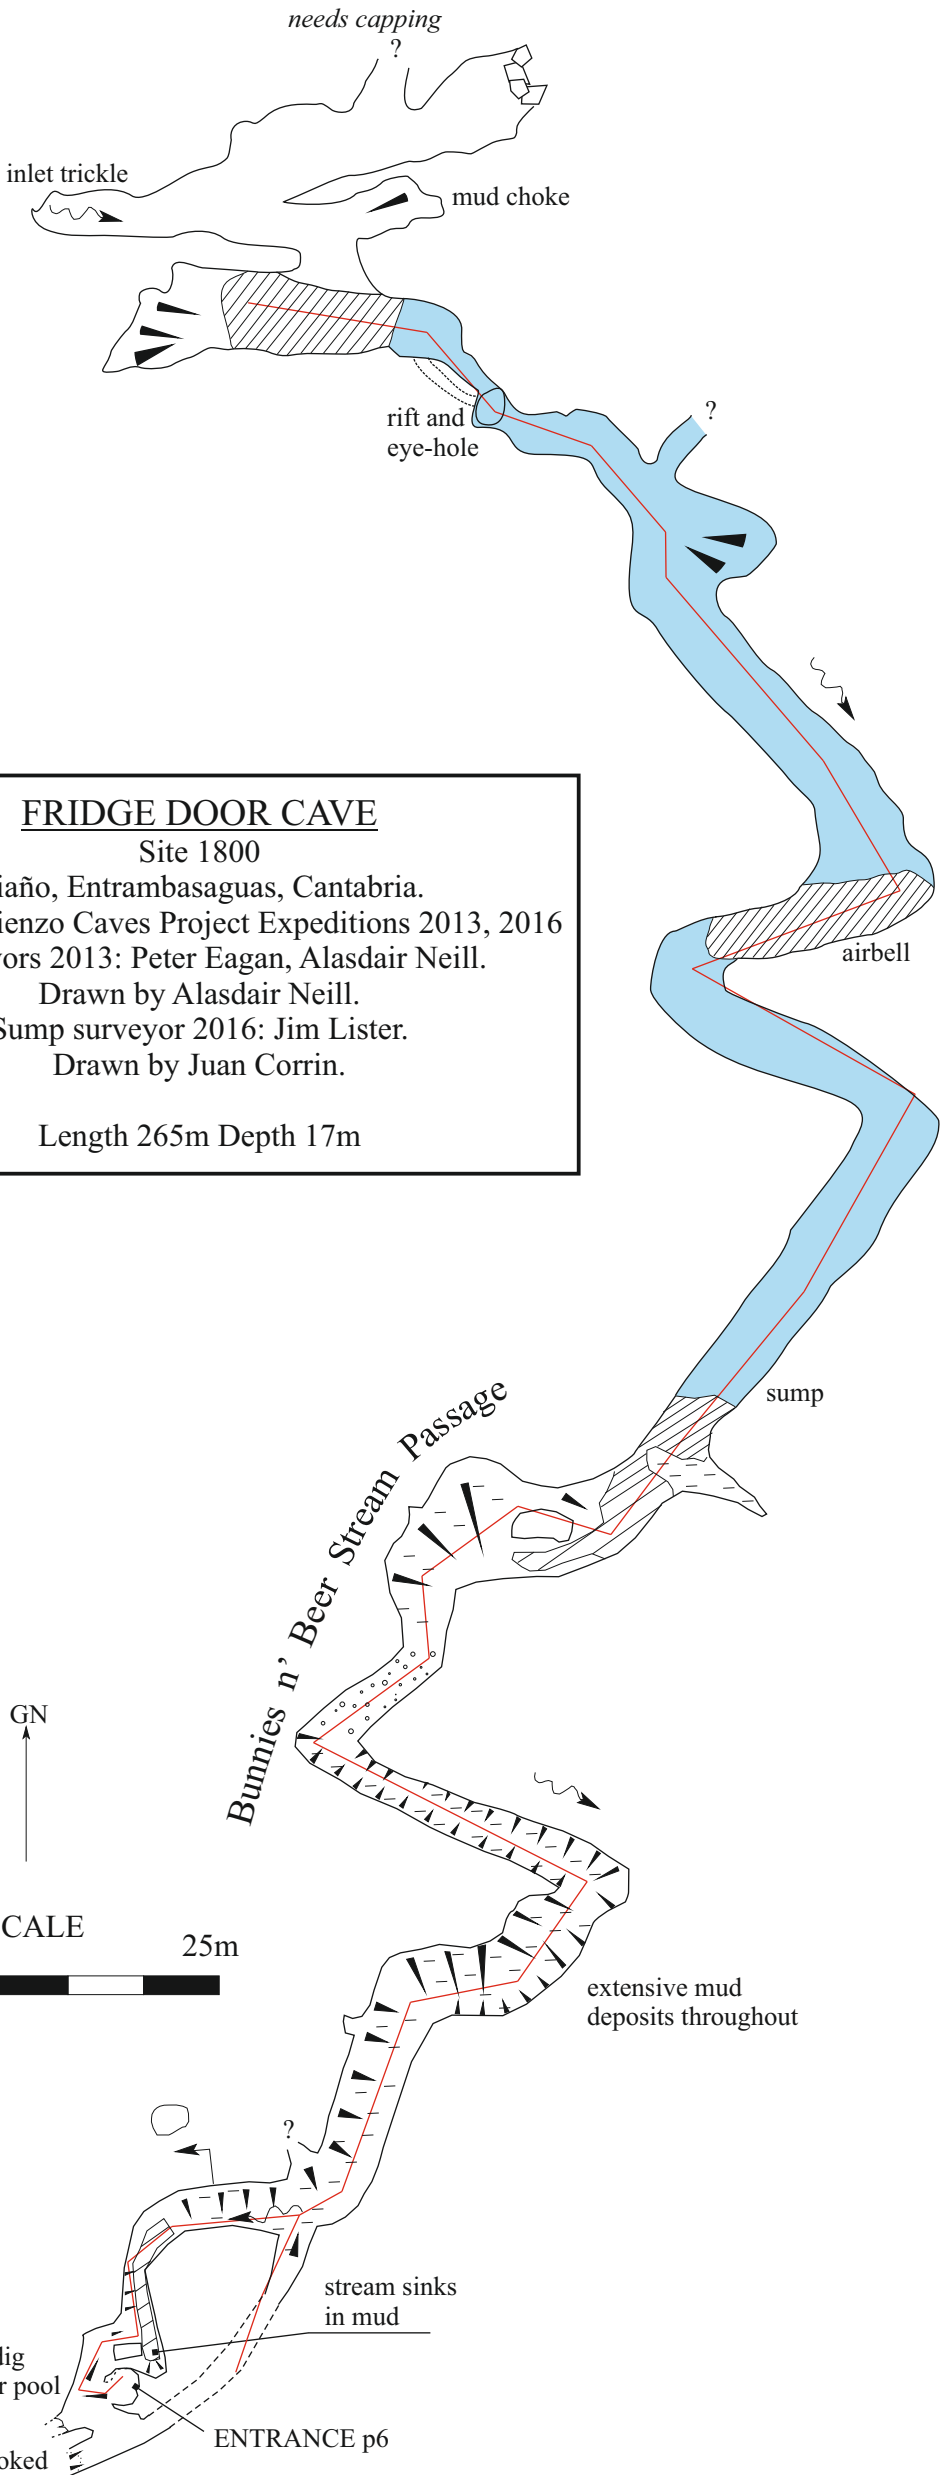 needs capping
?
inlet trickle
mud choke
rift and
eye-hole
?
FRIDGE DOOR CAVE
Site 1800
Entrambasaguas, Cantabria.
Caves Project Expeditions 2013, 2016
2013: Peter Eagan, Alasdair Neill.
Drawn by Alasdair Neill.
Sump surveyor 2016: Jim Lister.
Drawn by Juan Corrin.
Length 265m Depth 17m
airbell
sump
Bunnies n' Beer Stream Passage
GN
CALE
25m
extensive mud
deposits throughout
?
stream sinks
in mud
dig
pool
ENTRANCE p6
oked